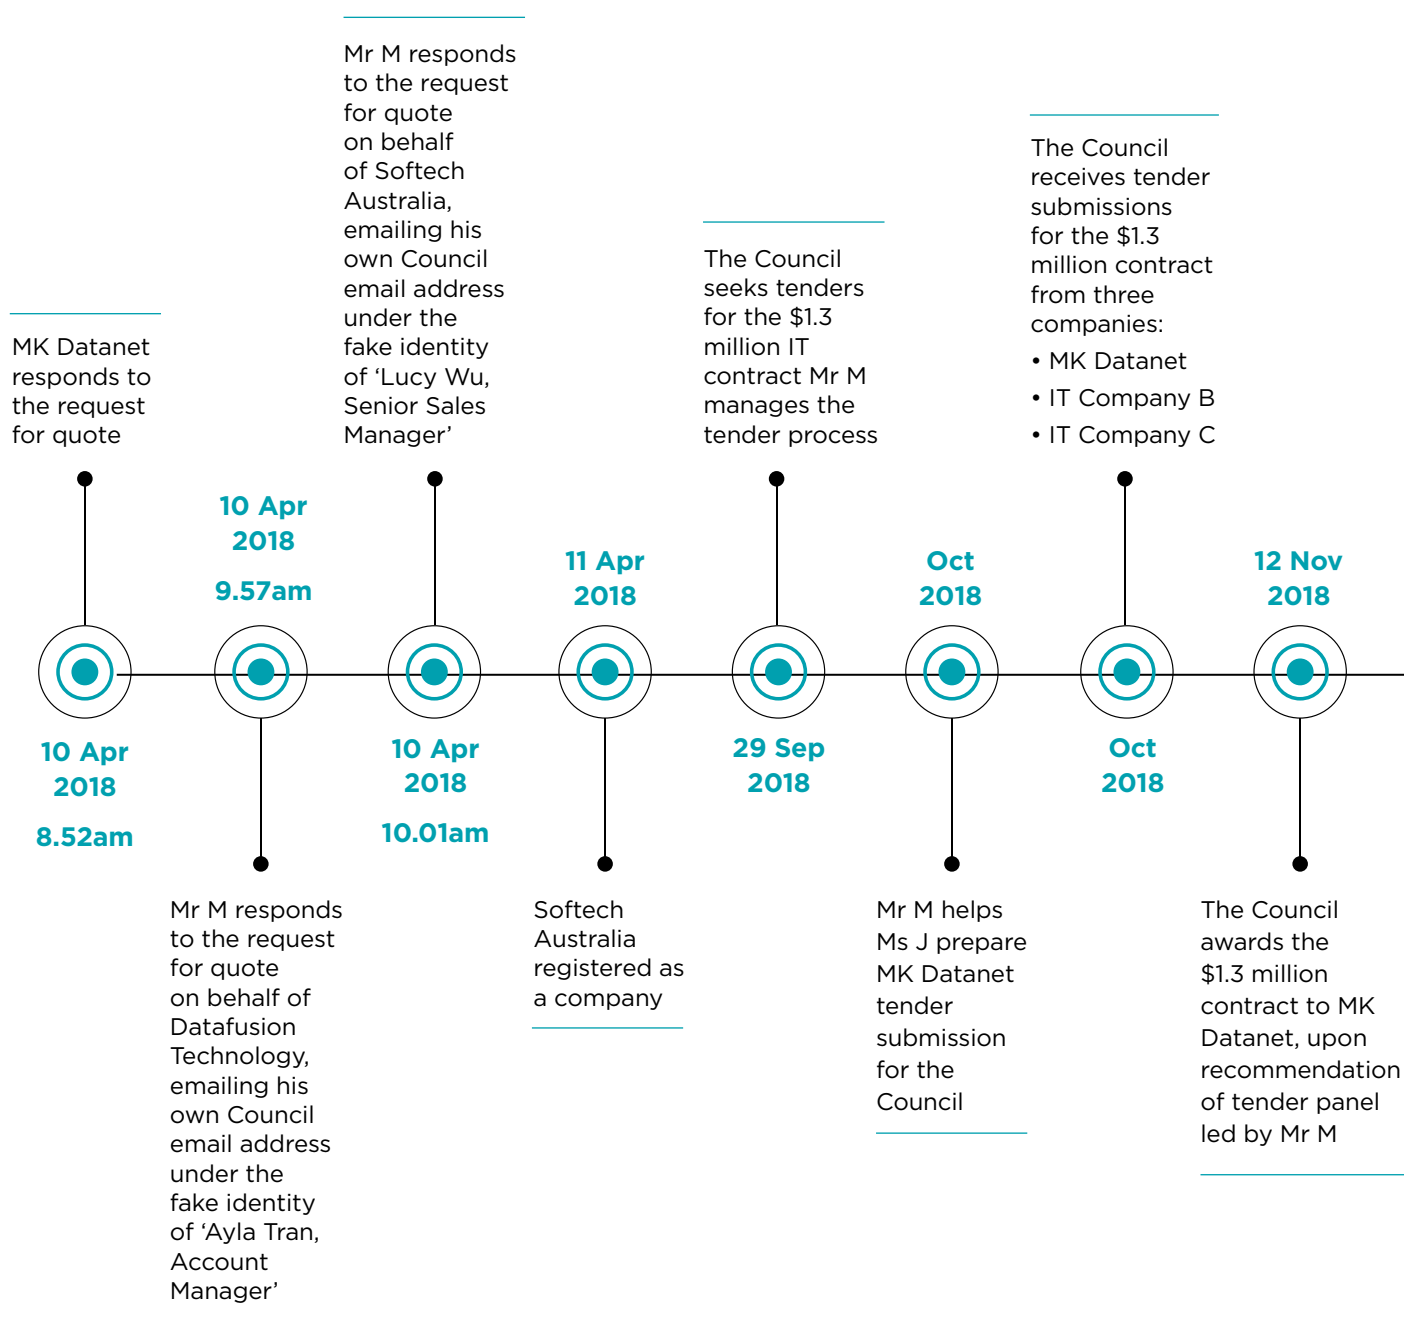 MK Datanet
responds to
the request
for quote
10 Apr
2018
8.52am
10 Apr
2018
9.57am
Mr M responds
to the request
for quote
on behalf of
Datafusion
Technology,
emailing his
own Council
email address
under the
fake identity
of ‘Ayla Tran,
Account
Manager’
Mr M responds
to the request
for quote
on behalf
of Softech
Australia,
emailing his
own Council
email address
under the
fake identity
of ‘Lucy Wu,
Senior Sales
Manager’
10 Apr
2018
10.01am
11 Apr
2018
Softech
Australia
registered as
a company
The Council
seeks tenders
for the $1.3
million IT
contract Mr M
manages the
tender process
29 Sep
2018
Oct
2018
Mr M helps
Ms J prepare
MK Datanet
tender
submission
for the
Council
The Council
receives tender
submissions
for the $1.3
million contract
from three
companies:
• MK Datanet
• IT Company B
• IT Company C
Oct
2018
12 Nov
2018
The Council
awards the
$1.3 million
contract to MK
Datanet, upon
recommendation
of tender panel
led by Mr M